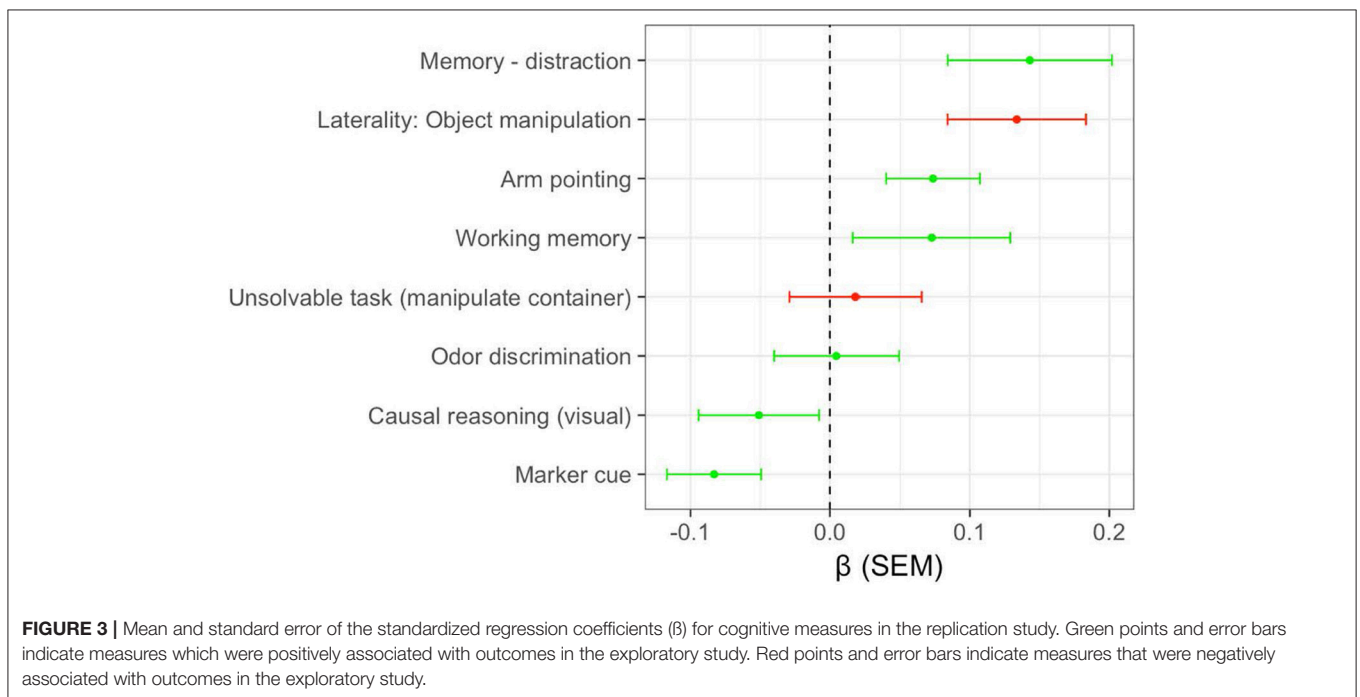 Memory - distraction
Laterality: Object manipulation
Arm pointing
Working memory
Unsolvable task (manipulate container)
Odor discrimination
Causal reasoning (visual)
Marker cue
-0.1 0.0 0.1 0.2
β (SEM)
FIGURE 3 | Mean and standard error of the standardized regression coefficients (ß) for cognitive measures in the replication study. Green points and error bars
indicate measures which were positively associated with outcomes in the exploratory study. Red points and error bars indicate measures that were negatively
associated with outcomes in the exploratory study.